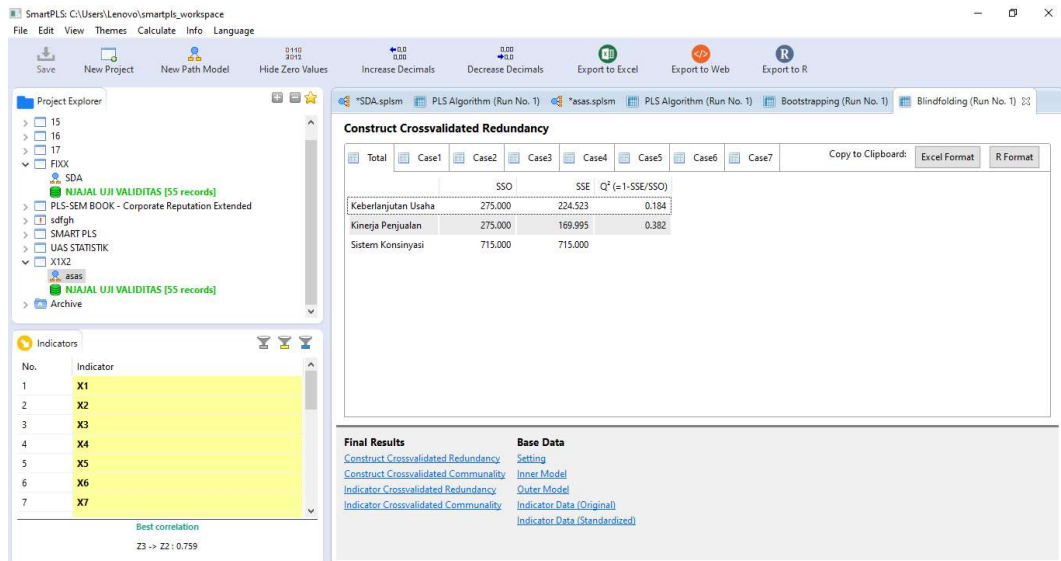 SmartPLS: C:\Users\Lenovo\smartpls_workspace
File Edit View Themes Calculate Info Language
Save New Project New Path Model Hide Zero Values Increase Decimals Decrease Decimals Export to Excel Export to Web Export to R
Project Explorer
15
16
17
FIXX
SDA
NJAJAL UJI VALIDITAS [55 records]
PLS-SEM BOOK - Corporate Reputation Extended
sdfgh
SMART PLS
UAS STATISTIK
X1X2
asas
NJAJAL UJI VALIDITAS [55 records]
Archive
Indicators
No. Indicator
1 X1
2 X2
3 X3
4 X4
5 X5
6 X6
7 X7
Best correlation
Z3 -> Z2 : 0.759
*SDA.splsm PLS Algorithm (Run No. 1) *asas.splsm PLS Algorithm (Run No. 1) Bootstrapping (Run No. 1) Blindfolding (Run No. 1)
Construct Crossvalidated Redundancy
Total Case1 Case2 Case3 Case4 Case5 Case6 Case7 Copy to Clipboard: Excel Format R Format
SSO SSE Q² (=1-SSE/SSO)
Keberlanjutan Usaha 275.000 224.523 0.184
Kinerja Penjualan 275.000 169.995 0.382
Sistem Konsinyasi 715.000 715.000
Final Results Base Data
Construct Crossvalidated Redundancy Setting
Construct Crossvalidated Communality Inner Model
Indicator Crossvalidated Redundancy Outer Model
Indicator Crossvalidated Communality Indicator Data (Original)
Indicator Data (Standardized)